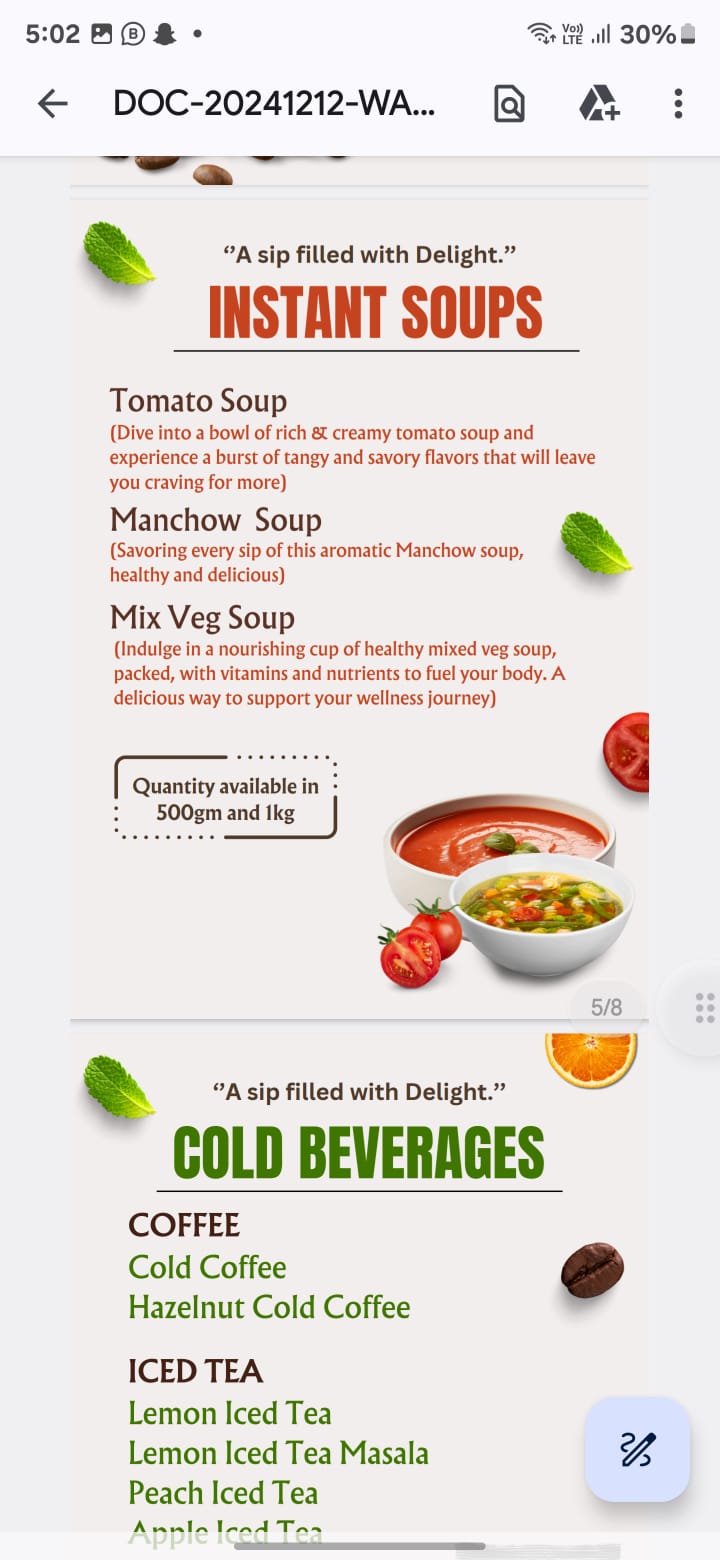 5:02
Vo)) LTE 30%
DOC-20241212-WA...
‘’A sip filled with Delight.’’
INSTANT SOUPS
Tomato Soup
(Dive into a bowl of rich & creamy tomato soup and
experience a burst of tangy and savory flavors that will leave
you craving for more)
Manchow Soup
(Savoring every sip of this aromatic Manchow soup,
healthy and delicious)
Mix Veg Soup
(Indulge in a nourishing cup of healthy mixed veg soup,
packed, with vitamins and nutrients to fuel your body. A
delicious way to support your wellness journey)
Quantity available in
500gm and 1kg
5/8
‘’A sip filled with Delight.’’
COLD BEVERAGES
COFFEE
Cold Coffee
Hazelnut Cold Coffee
ICED TEA
Lemon Iced Tea
Lemon Iced Tea Masala
Peach Iced Tea
Apple Iced Tea